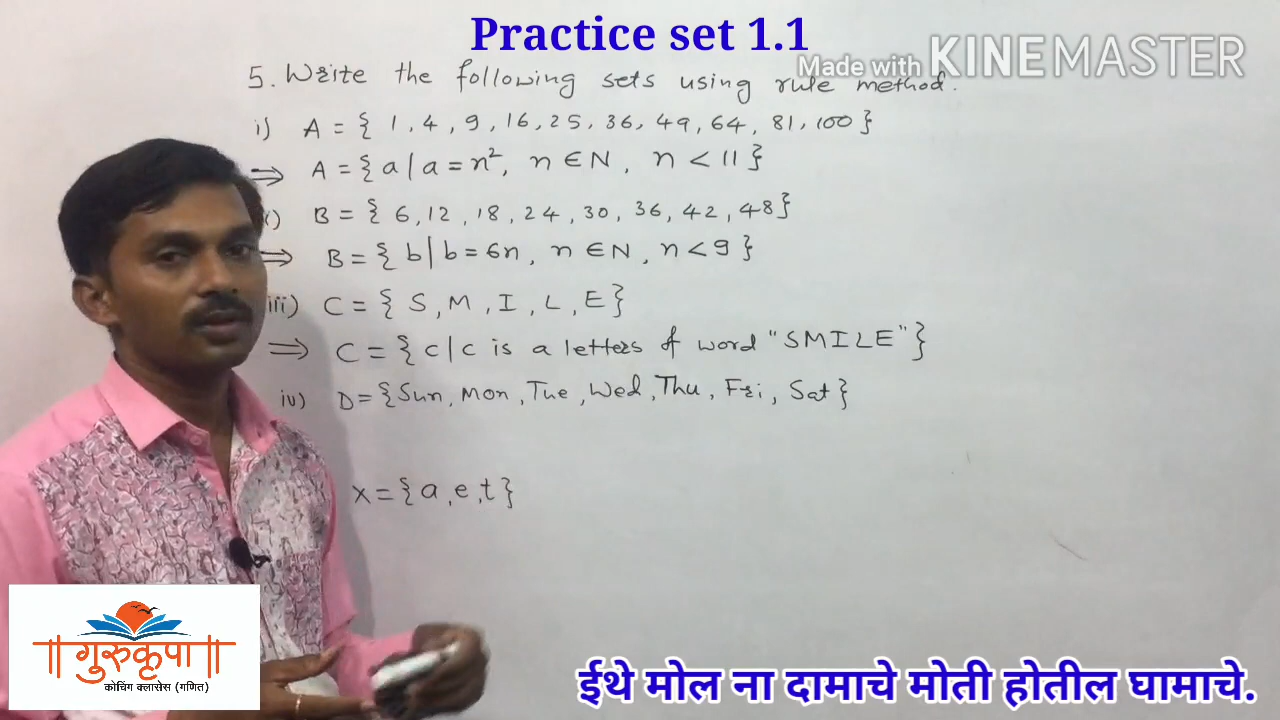 Practice set 1.1
Made with KINEMASTER
5. Write the following sets using rule method.
i) A = { 1, 4, 9, 16, 25, 36, 49, 64, 81, 100 }
⇒ A = { a / a = n², n ∈ N, n < 11 }
i) B = { 6, 12, 18, 24, 30, 36, 42, 48 }
⇒ B = { b | b = 6n, n ∈ N, n < 9 }
iii) C = { S, M, I, L, E }
⇒ C = { c | c is a letters of word "SMILE" }
iv) D = { Sun, Mon, Tue, Wed, Thu, Fri, Sat }
X = { a, e, t }
|| गुरुकृपा ||
कोचिंग क्लासेस (गणित)
ईथे मोल ना दामाचे मोती होतील घामाचे.